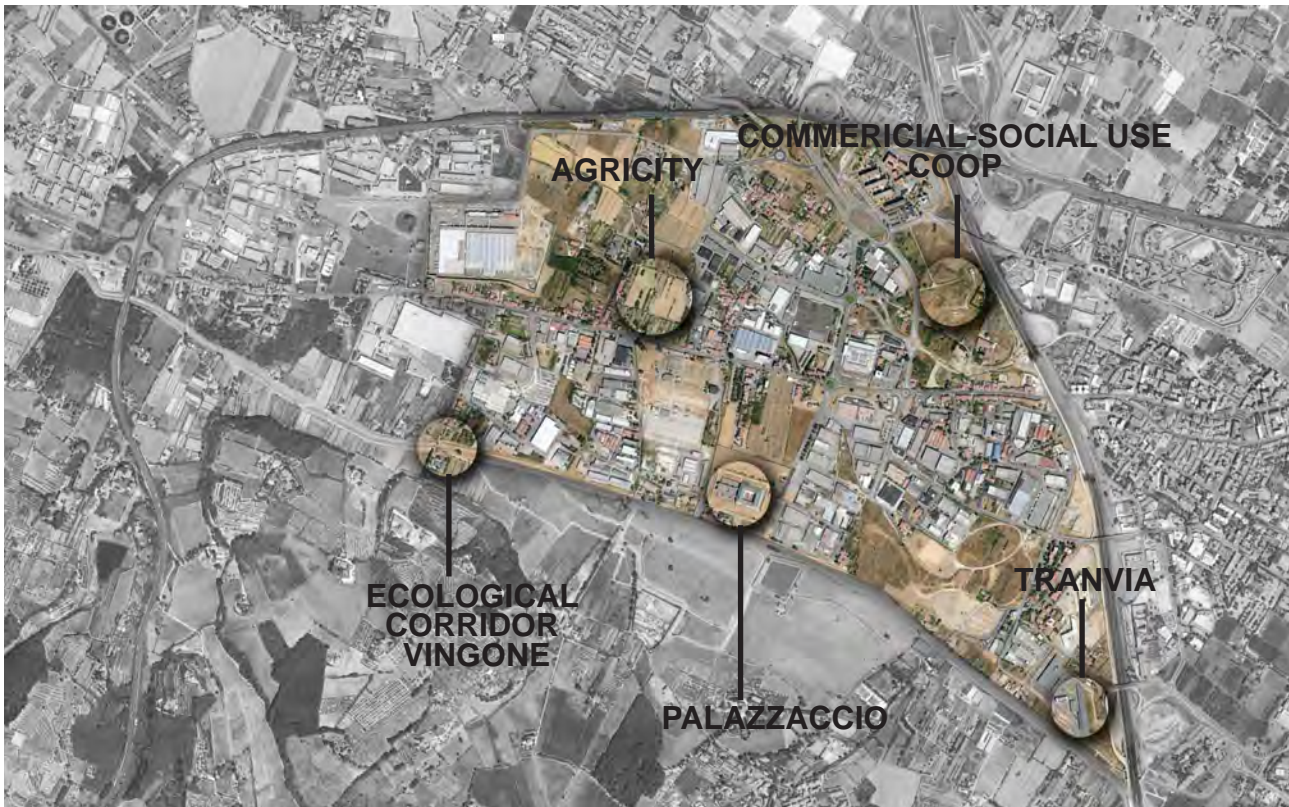 COMMERICIAL-SOCIAL USE
COOP
AGRICITY
TRANVIA
ECOLOGICAL
CORRIDOR
VINGONE
PALAZZACCIO